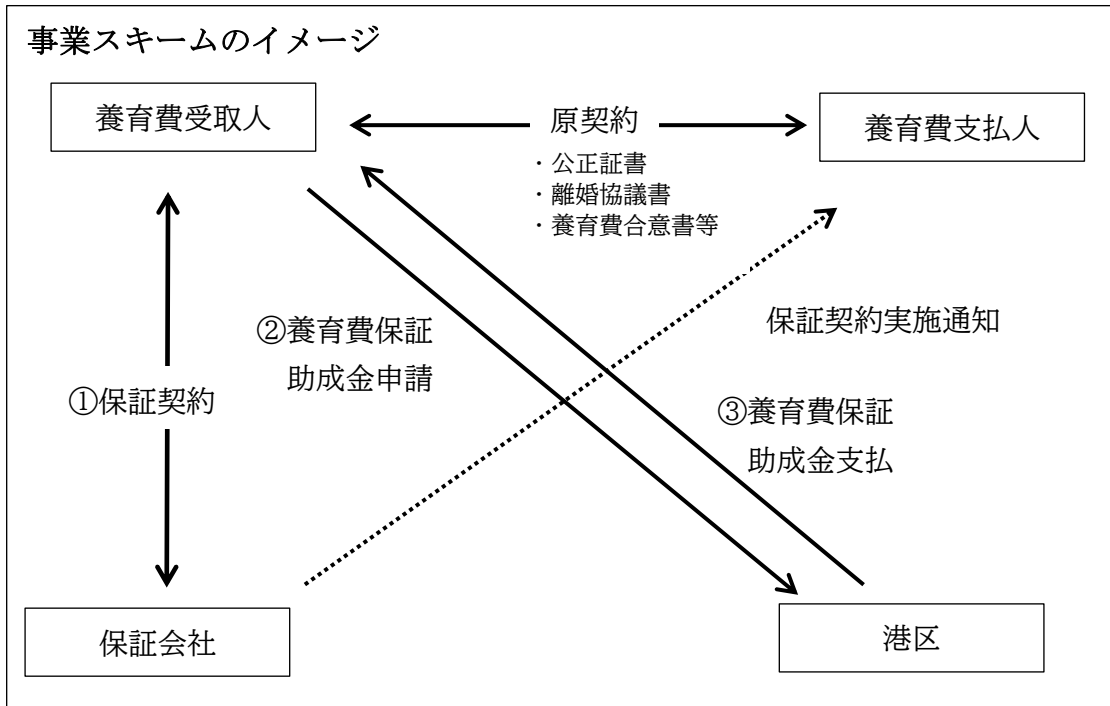 事業スキームのイメージ
養育費受取人
原契約
・公正証書
・離婚協議書
・養育費合意書等
養育費支払人
②養育費保証
助成金申請
保証契約実施通知
①保証契約
③養育費保証
助成金支払
保証会社
港区